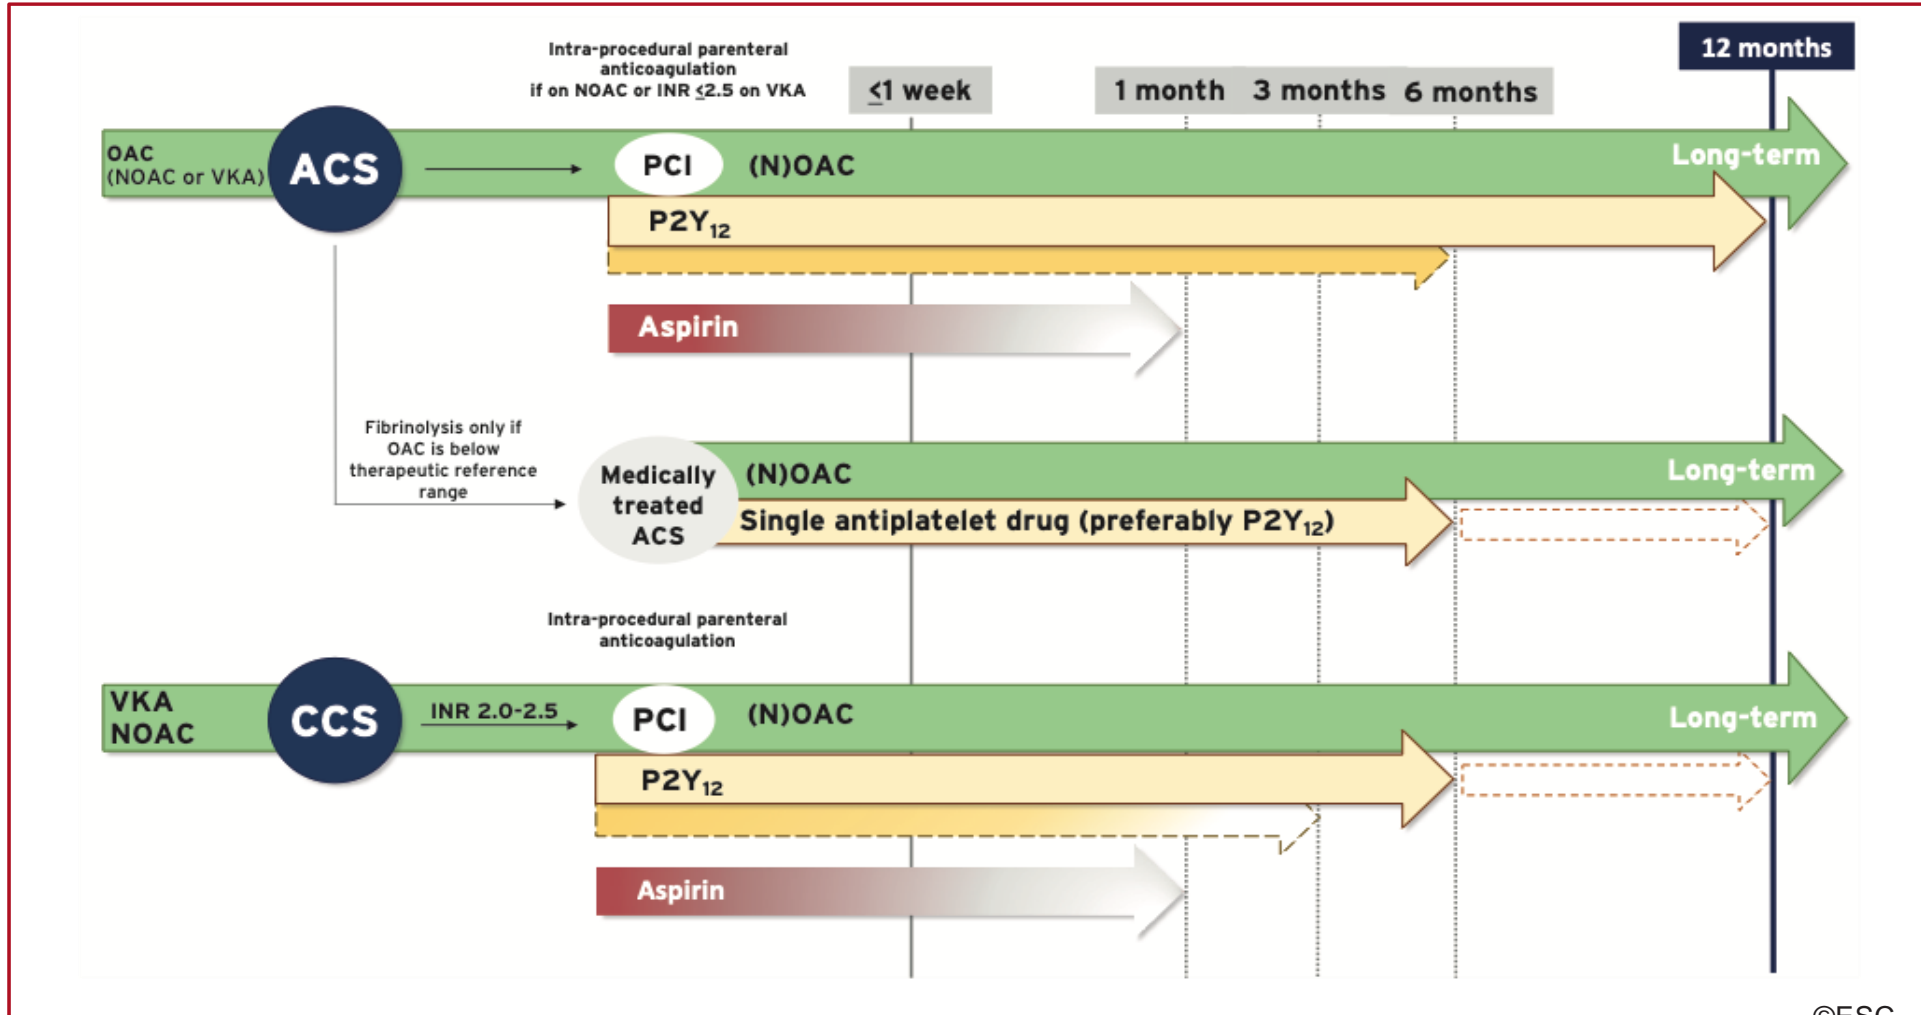 12 months
Intra-procedural parenteral
anticoagulation
if on NOAC or INR ≤2.5 on VKA
≤1 week
1 month
3 months
6 months
OAC
(NOAC or VKA)
ACS
PCI
(N)OAC
Long-term
P2Y₁₂
Aspirin
Fibrinolysis only if
OAC is below
therapeutic reference
range
Medically
treated
ACS
(N)OAC
Long-term
Single antiplatelet drug (preferably P2Y₁₂)
Intra-procedural parenteral
anticoagulation
VKA
NOAC
CCS
INR 2.0-2.5
PCI
(N)OAC
Long-term
P2Y₁₂
Aspirin
©ESC